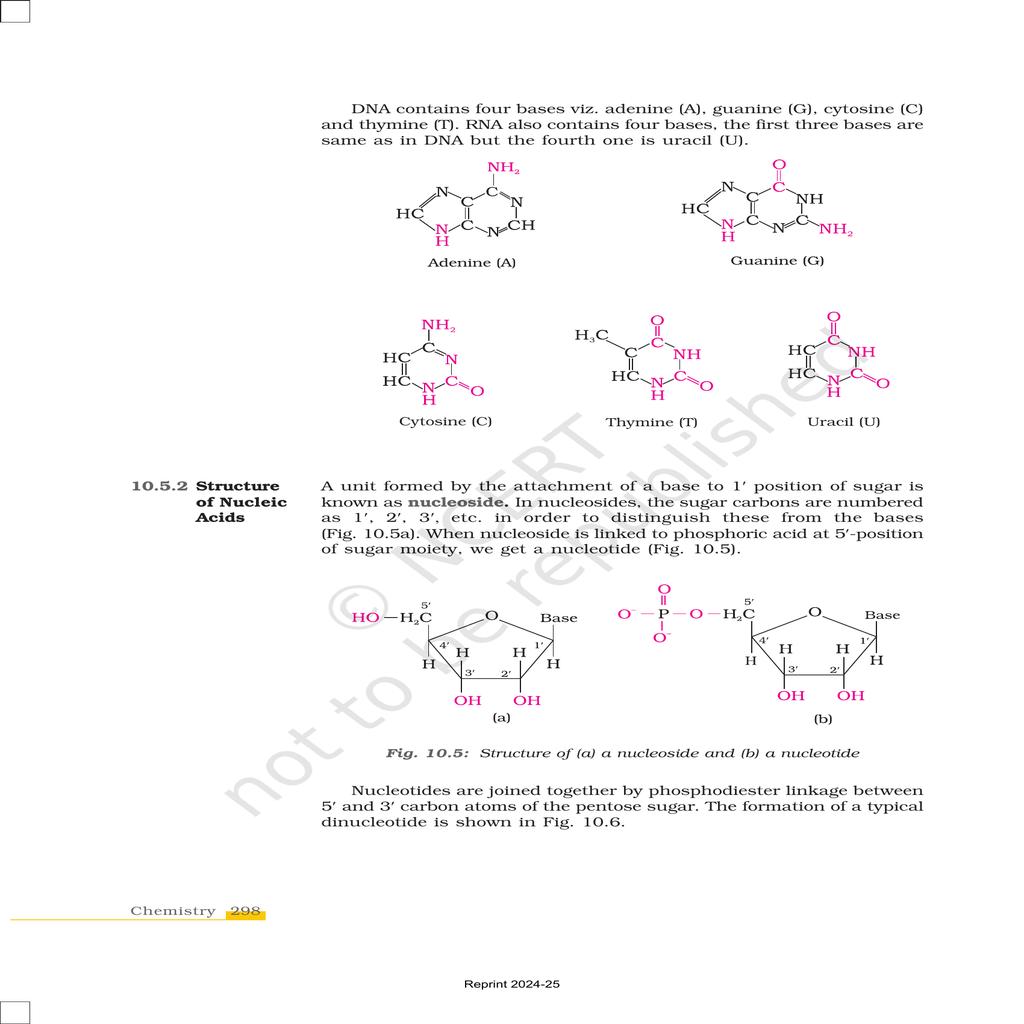 DNA contains four bases viz. adenine (A), guanine (G), cytosine (C)
and thymine (T). RNA also contains four bases, the first three bases are
same as in DNA but the fourth one is uracil (U).
NH₂
N C N
HC C
N C N CH
H
Adenine (A)
O
N C NH
HC C
N C N C NH₂
H
Guanine (G)
NH₂
HC C N
HC N C O
H
Cytosine (C)
O
H₃C C NH
C
HC N C O
H
Thymine (T)
O
HC C NH
HC N C O
H
Uracil (U)
10.5.2 Structure
of Nucleic
Acids
A unit formed by the attachment of a base to 1′ position of sugar is
known as nucleoside. In nucleosides, the sugar carbons are numbered
as 1′, 2′, 3′, etc. in order to distinguish these from the bases
(Fig. 10.5a). When nucleoside is linked to phosphoric acid at 5′-position
of sugar moiety, we get a nucleotide (Fig. 10.5).
5′
HO – H₂C O Base
4′ H H 1′
H 3′ 2′ H
OH OH
(a)
O
5′
O⁻ – P – O – H₂C O Base
O⁻
4′ H H 1′
H 3′ 2′ H
OH OH
(b)
Fig. 10.5: Structure of (a) a nucleoside and (b) a nucleotide
Nucleotides are joined together by phosphodiester linkage between
5′ and 3′ carbon atoms of the pentose sugar. The formation of a typical
dinucleotide is shown in Fig. 10.6.
© NCERT
not to be republished
Chemistry 298
Reprint 2024-25